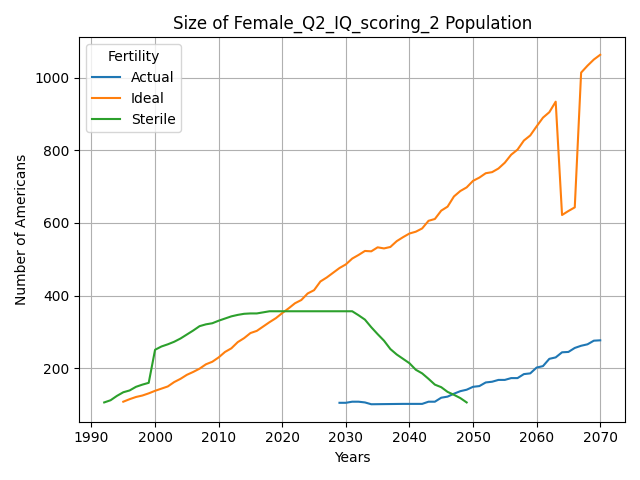 Size of Female_Q2_IQ_scoring_2 Population
Fertility
Actual
Ideal
Sterile
Number of Americans
1000
800
600
400
200
1990 2000 2010 2020 2030 2040 2050 2060 2070
Years